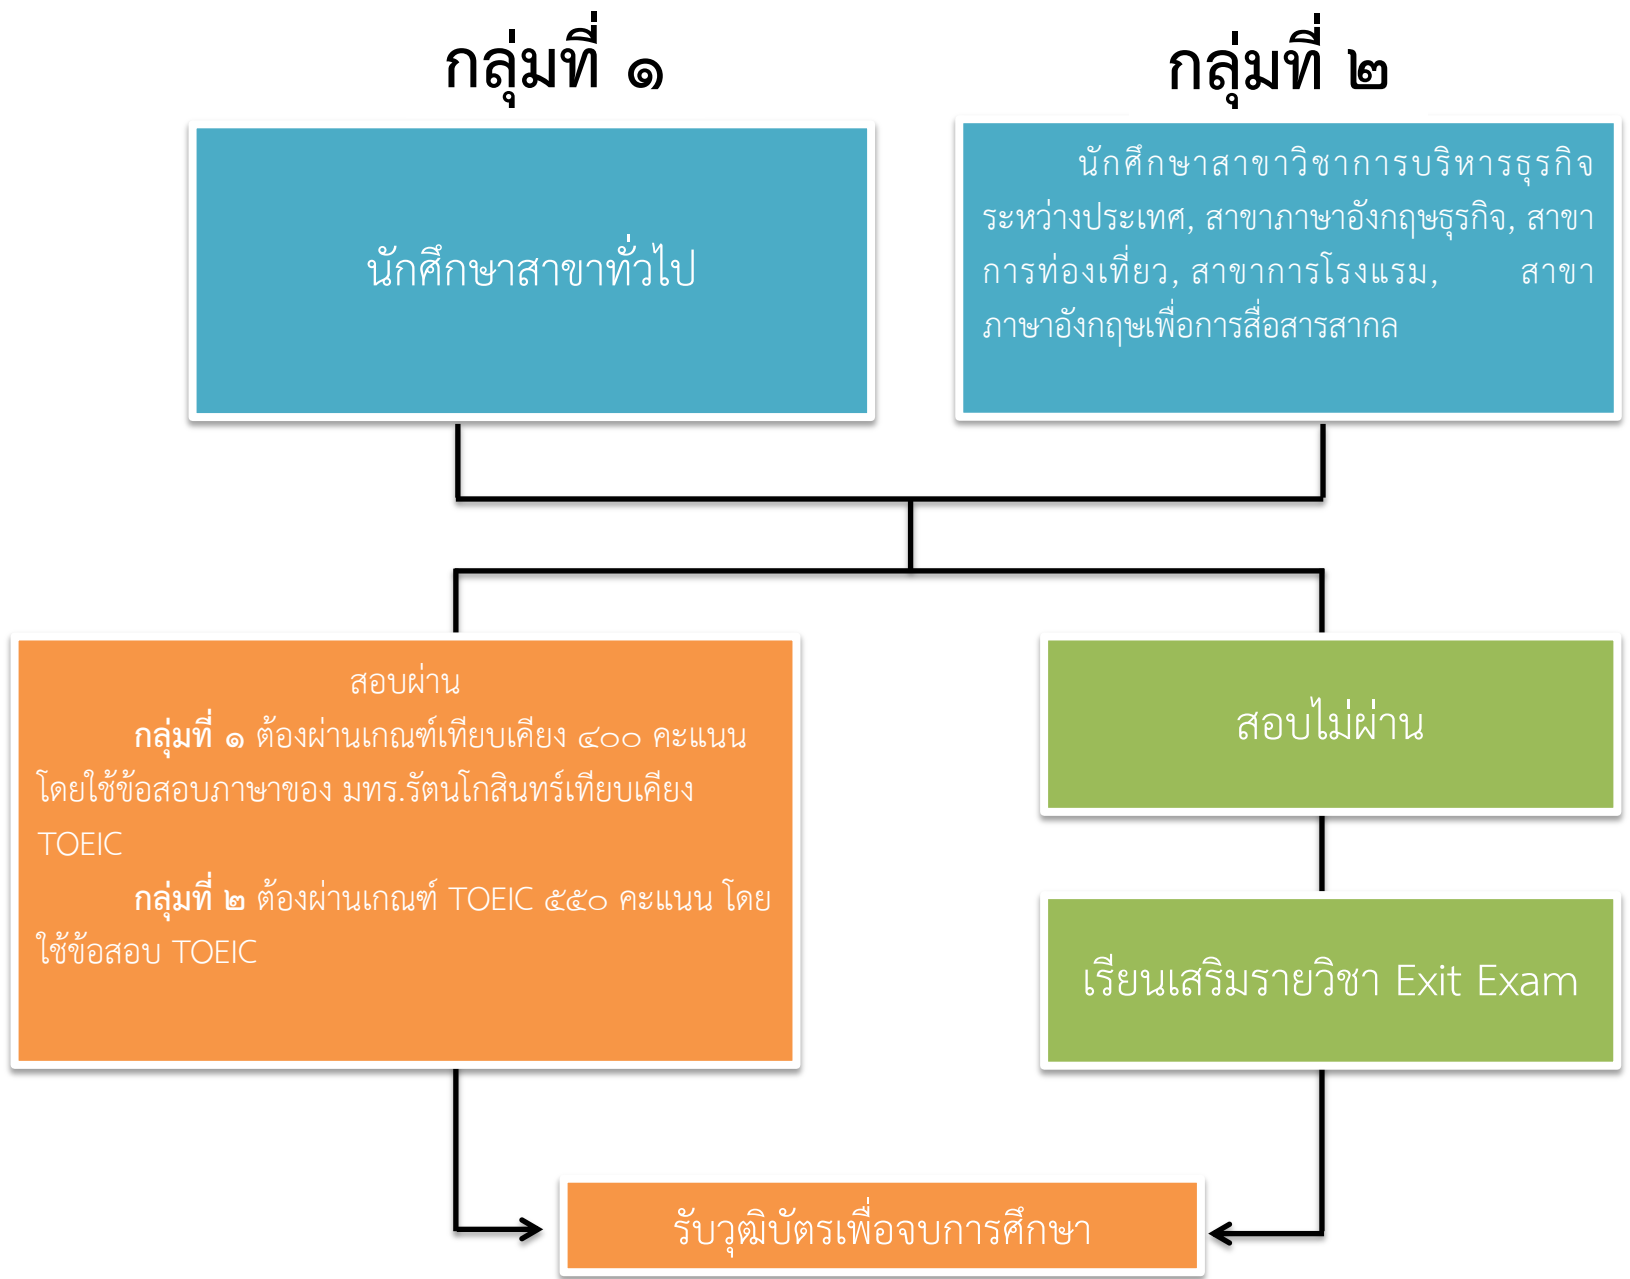 กลุ่มที่ ๑
กลุ่มที่ ๒
นักศึกษาสาขาทั่วไป
นักศึกษาสาขาวิชาการบริหารธุรกิจ
ระหว่างประเทศ, สาขาภาษาอังกฤษธุรกิจ, สาขา
การท่องเที่ยว, สาขาการโรงแรม, สาขา
ภาษาอังกฤษเพื่อการสื่อสารสากล
สอบผ่าน
กลุ่มที่ ๑ ต้องผ่านเกณฑ์เทียบเคียง ๔๐๐ คะแนน
โดยใช้ข้อสอบภาษาของ มทร.รัตนโกสินทร์เทียบเคียง
TOEIC
กลุ่มที่ ๒ ต้องผ่านเกณฑ์ TOEIC ๕๕๐ คะแนน โดย
ใช้ข้อสอบ TOEIC
สอบไม่ผ่าน
เรียนเสริมรายวิชา Exit Exam
รับวุฒิบัตรเพื่อจบการศึกษา